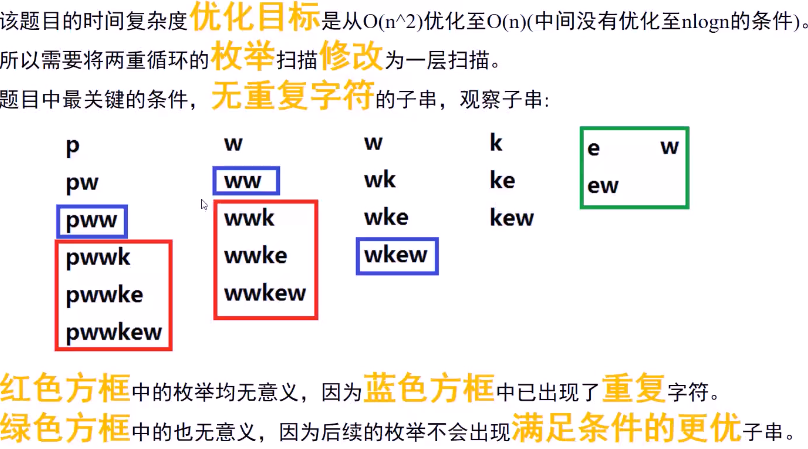 该题目的时间复杂度优化目标是从O(n^2)优化至O(n)(中间没有优化至nlogn的条件)。
所以需要将两重循环的枚举扫描修改为一层扫描。
题目中最关键的条件，无重复字符的子串，观察子串:
p w w k e w
pw ww wk ke ew
pww wwk wke kew
pwwk wwke wkew
pwwke wwkew
pwwkew
红色方框中的枚举均无意义，因为蓝色方框中已出现了重复字符。
绿色方框中的也无意义，因为后续的枚举不会出现满足条件的更优子串。